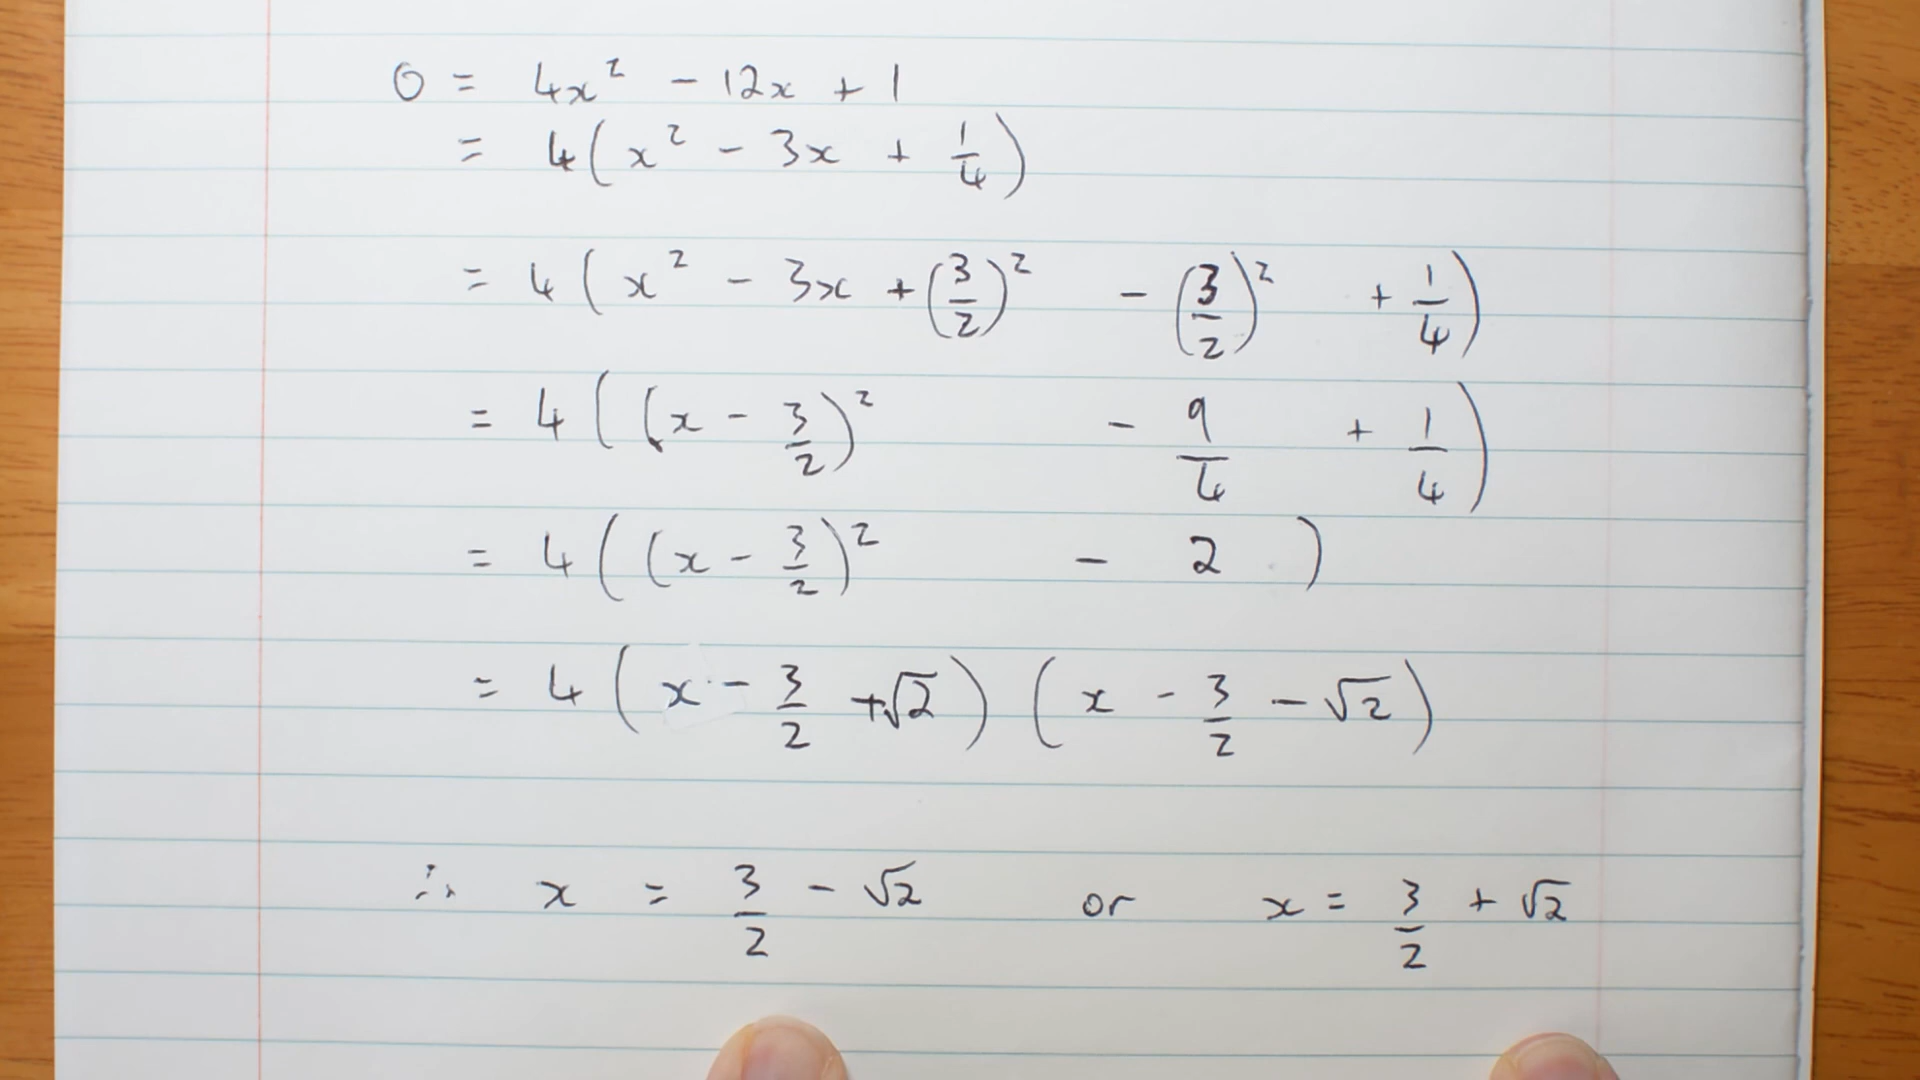 0 = 4x² - 12x + 1
= 4(x² - 3x + 1/4)
= 4(x² - 3x + (3/2)² - (3/2)² + 1/4)
= 4((x - 3/2)² - 9/4 + 1/4)
= 4((x - 3/2)² - 2)
= 4(x - 3/2 + √2)(x - 3/2 - √2)
∴ x = 3/2 - √2 or x = 3/2 + √2